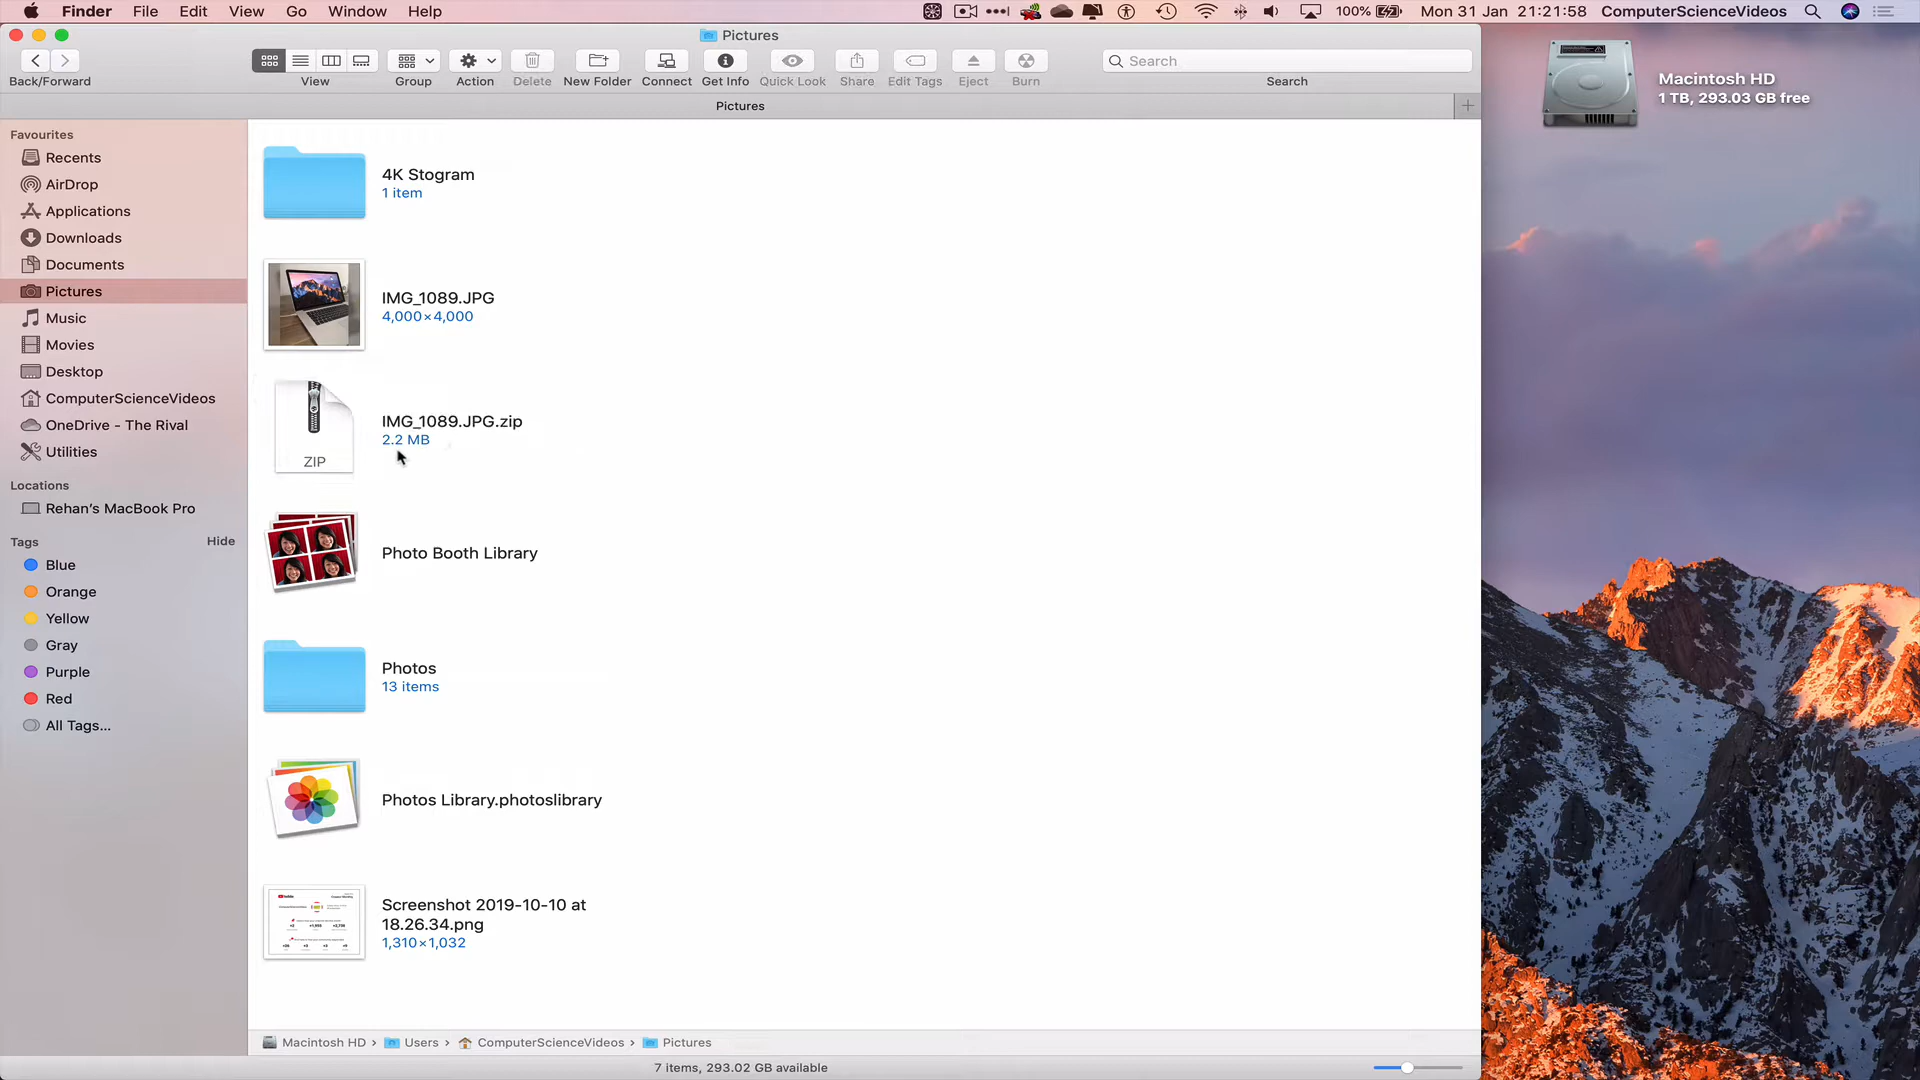 Finder File Edit View Go Window Help 100% Mon 31 Jan 21:21:58 ComputerScienceVideos
Pictures
Search
Back/Forward View Group Action Delete New Folder Connect Get Info Quick Look Share Edit Tags Eject Burn Search
Pictures
Macintosh HD
1 TB, 293.03 GB free
Favourites
Recents
AirDrop
Applications
Downloads
Documents
Pictures
Music
Movies
Desktop
ComputerScienceVideos
OneDrive - The Rival
Utilities
Locations
Rehan's MacBook Pro
Tags Hide
Blue
Orange
Yellow
Gray
Purple
Red
All Tags...
4K Stogram
1 item
IMG_1089.JPG
4,000×4,000
IMG_1089.JPG.zip
2.2 MB
ZIP
Photo Booth Library
Photos
13 items
Photos Library.photoslibrary
Screenshot 2019-10-10 at
18.26.34.png
1,310×1,032
Macintosh HD › Users › ComputerScienceVideos › Pictures
7 items, 293.02 GB available